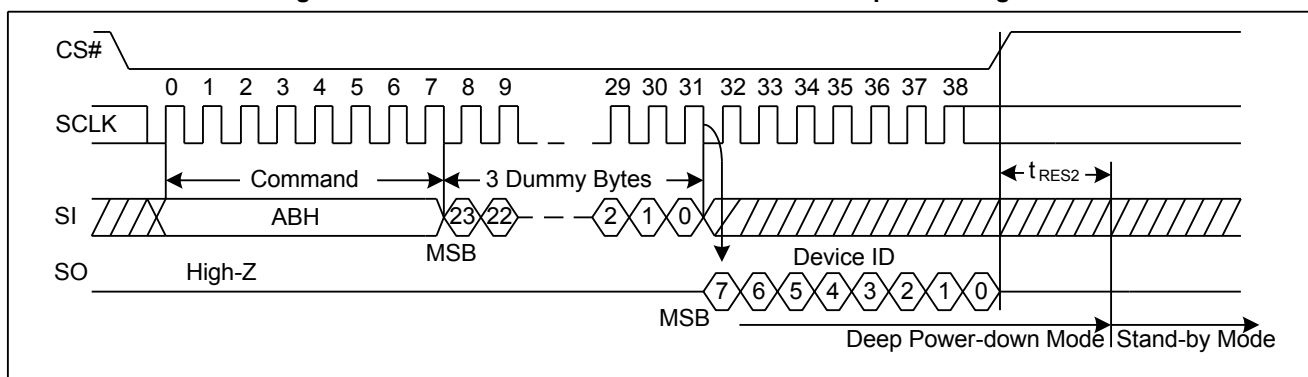 CS#
0 1 2 3 4 5 6 7 8 9 29 30 31 32 33 34 35 36 37 38
SCLK
Command 3 Dummy Bytes tRES2
SI ABH 23 22 2 1 0
MSB
SO High-Z Device ID
7 6 5 4 3 2 1 0
MSB
Deep Power-down Mode Stand-by Mode